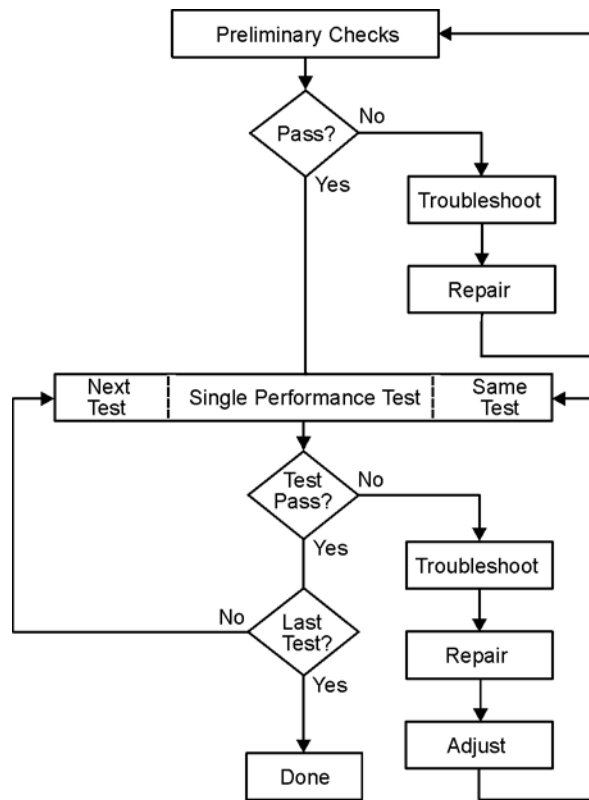 Preliminary Checks
Pass?
No
Yes
Troubleshoot
Repair
Next
Test
Single Performance Test
Same
Test
Test
Pass?
No
Yes
Troubleshoot
Last
Test?
No
Yes
Repair
Adjust
Done